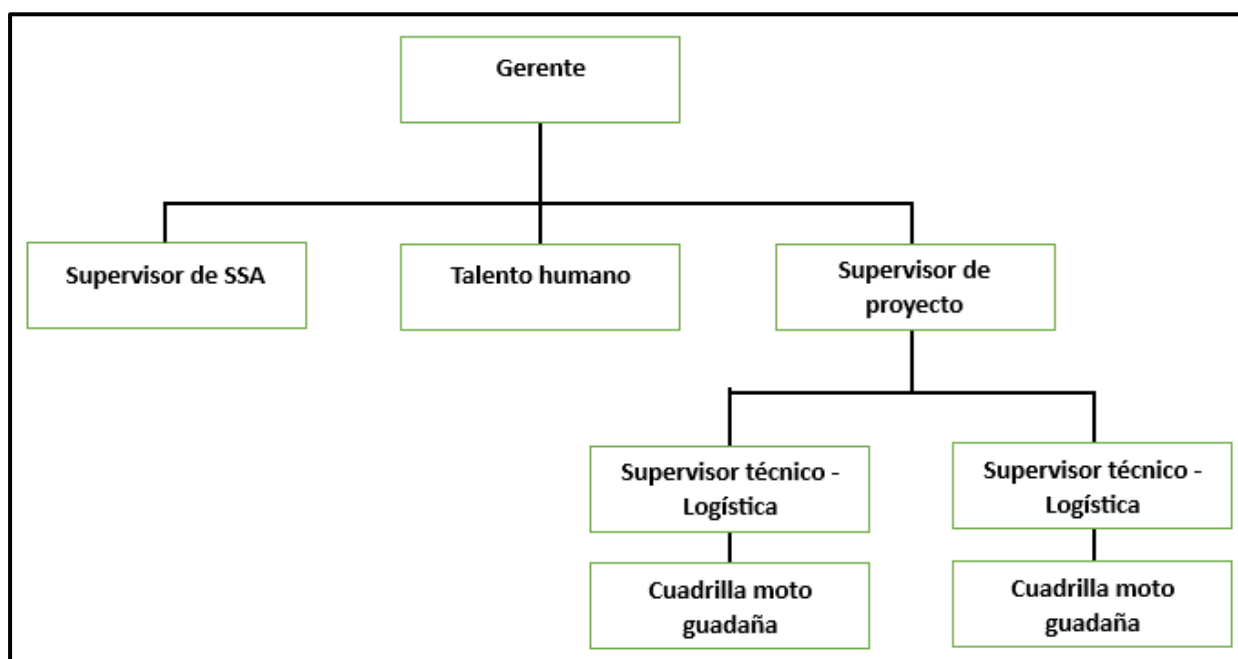 Gerente
Supervisor de SSA
Talento humano
Supervisor de
proyecto
Supervisor técnico -
Logística
Supervisor técnico -
Logística
Cuadrilla moto
guadaña
Cuadrilla moto
guadaña